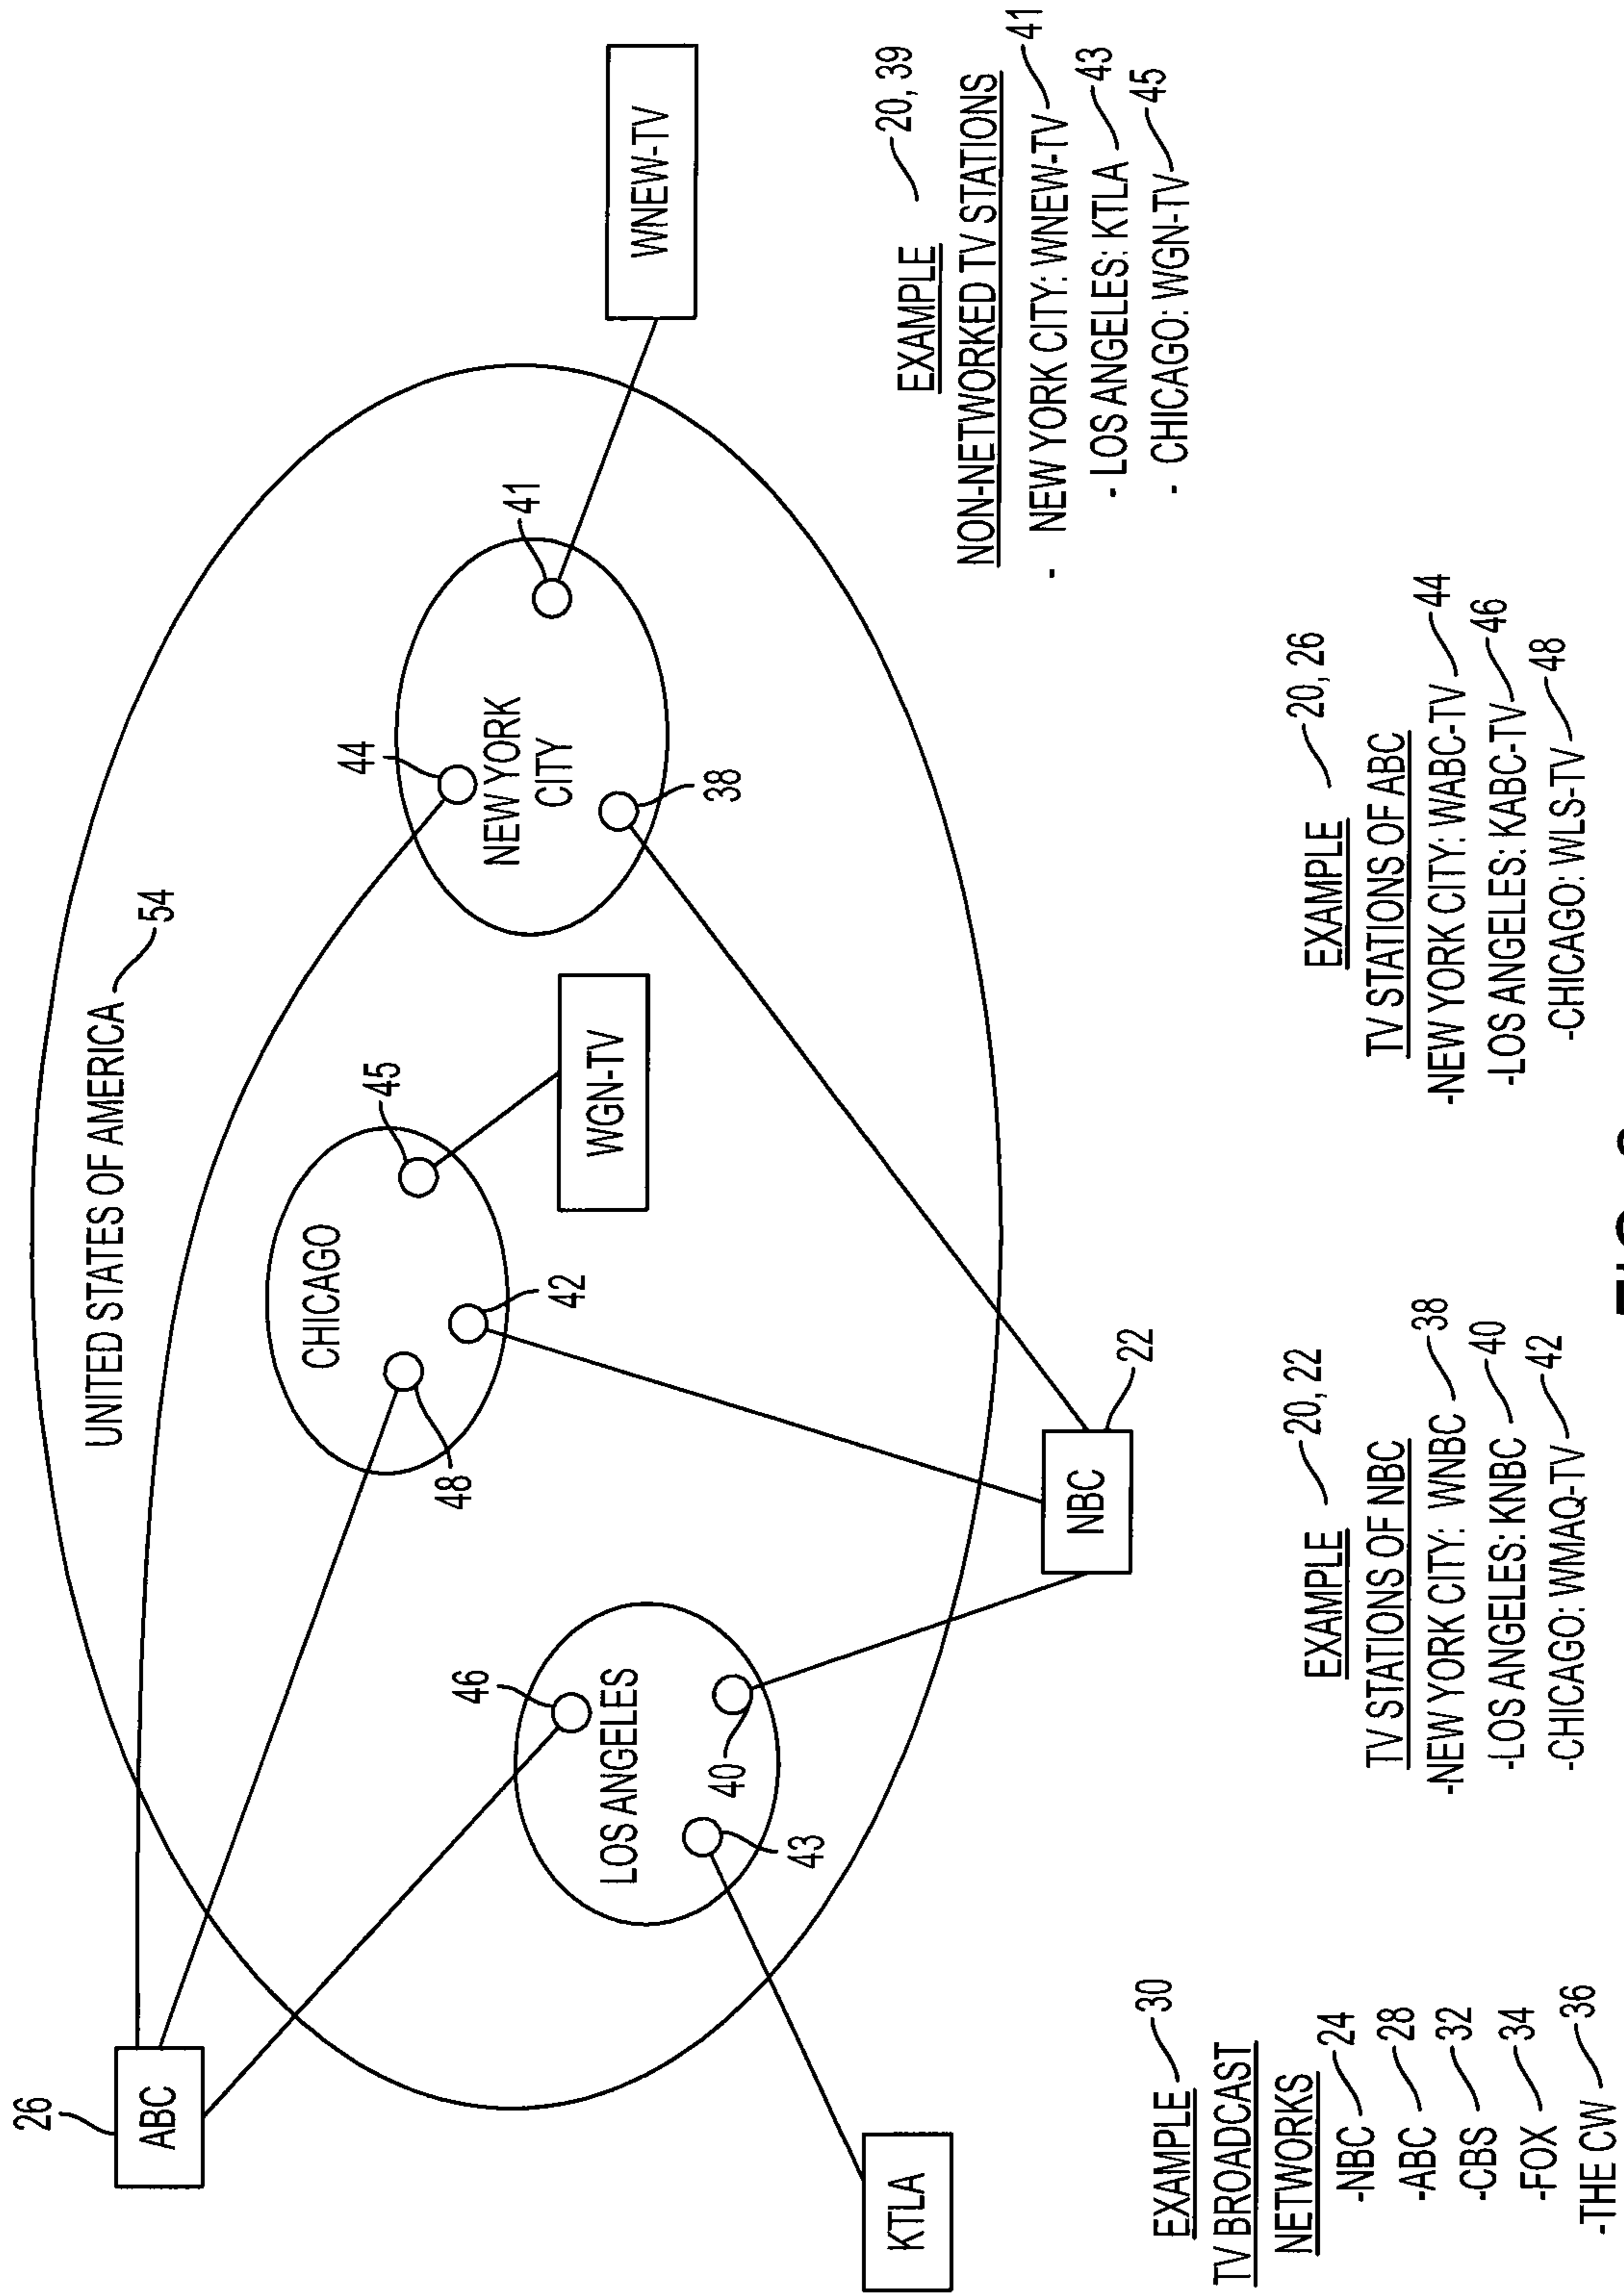 UNITED STATES OF AMERICA 54
26
ABC
CHICAGO
45
44
NEW YORK
CITY
41
48
42
46
LOS ANGELES
WGN-TV
38
WNEW-TV
43
40
KTLA
NBC
22
EXAMPLE 30
TV BROADCAST
NETWORKS
-NBC 24
-ABC 28
-CBS 32
-FOX 34
-THE CW 36
EXAMPLE 20, 22
TV STATIONS OF NBC
-NEW YORK CITY: WNBC 38
-LOS ANGELES: KNBC 40
-CHICAGO: WMAQ-TV 42
EXAMPLE 20, 26
TV STATIONS OF ABC
-NEW YORK CITY: WABC-TV 44
-LOS ANGELES: KABC-TV 46
-CHICAGO: WLS-TV 48
EXAMPLE 20, 39
NON-NETWORKED TV STATIONS
- NEW YORK CITY: WNEW-TV 41
- LOS ANGELES: KTLA 43
- CHICAGO: WGN-TV 45